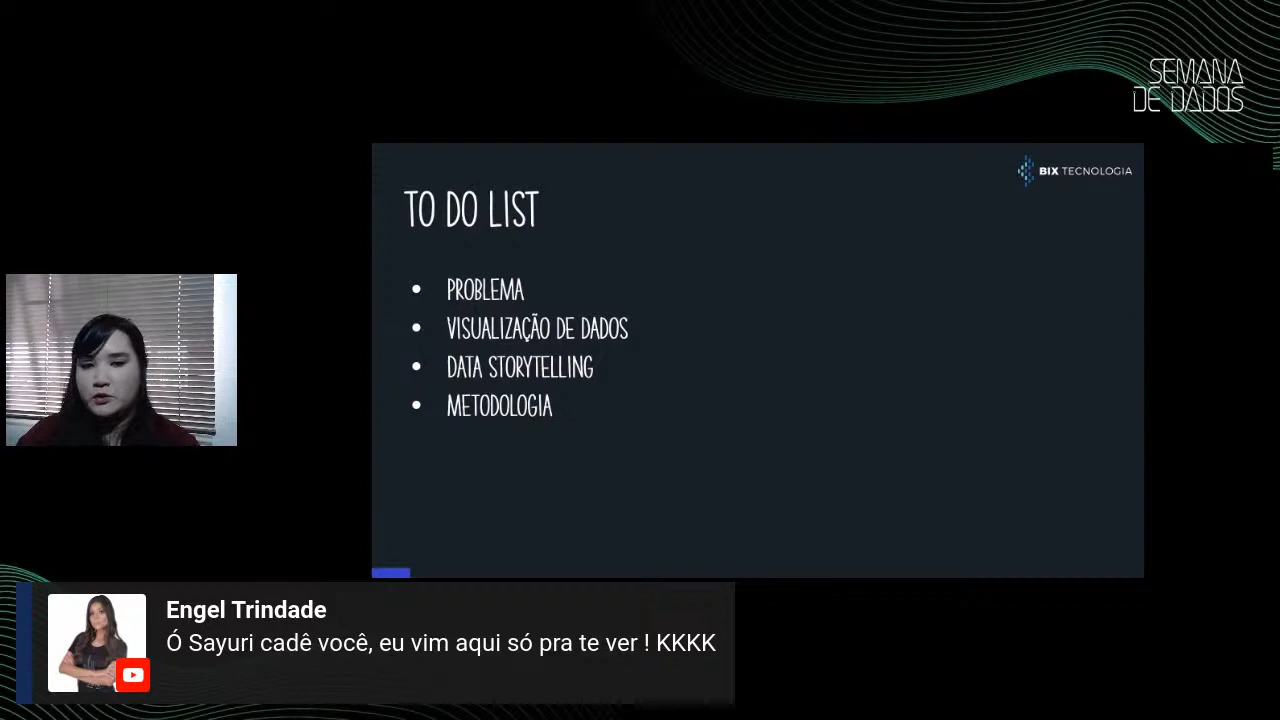 SEMANA
DE DADOS
BIX TECNOLOGIA
TO DO LIST
• PROBLEMA
• VISUALIZAÇÃO DE DADOS
• DATA STORYTELLING
• METODOLOGIA
Engel Trindade
Ó Sayuri cadê você, eu vim aqui só pra te ver ! KKKK